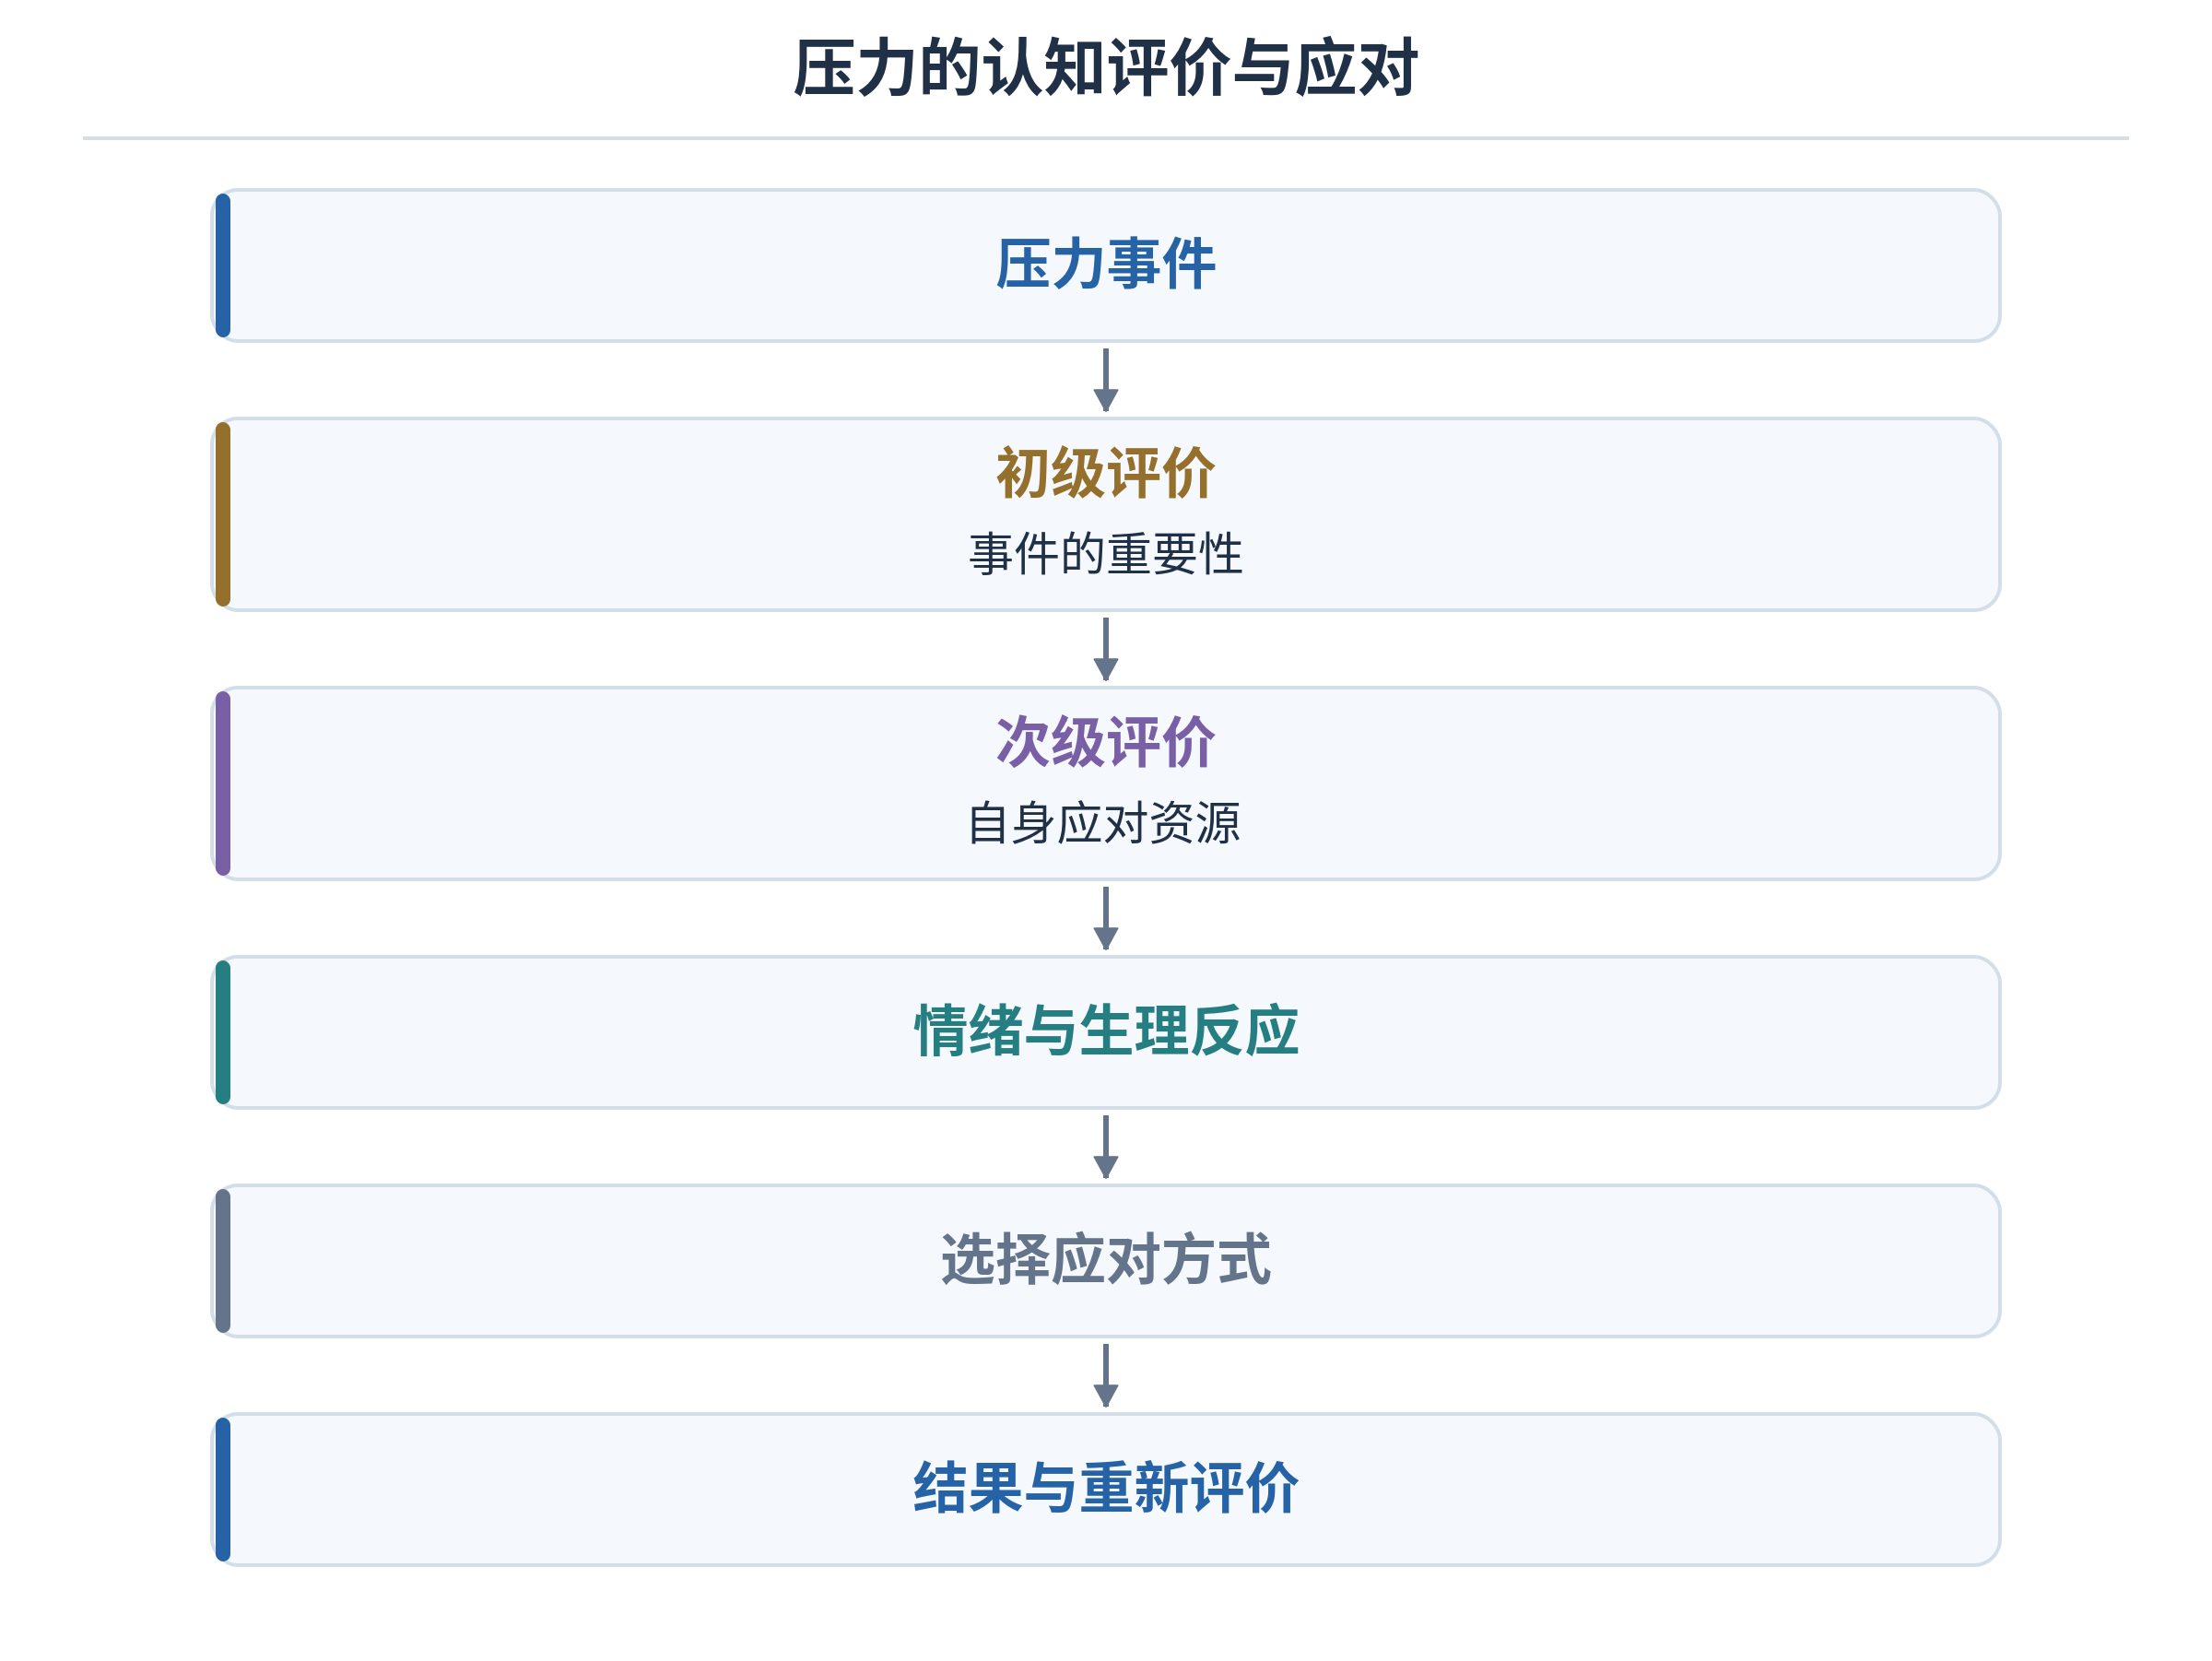 压力的认知评价与应对
压力事件
初级评价
事件的重要性
次级评价
自身应对资源
情绪与生理反应
选择应对方式
结果与重新评价